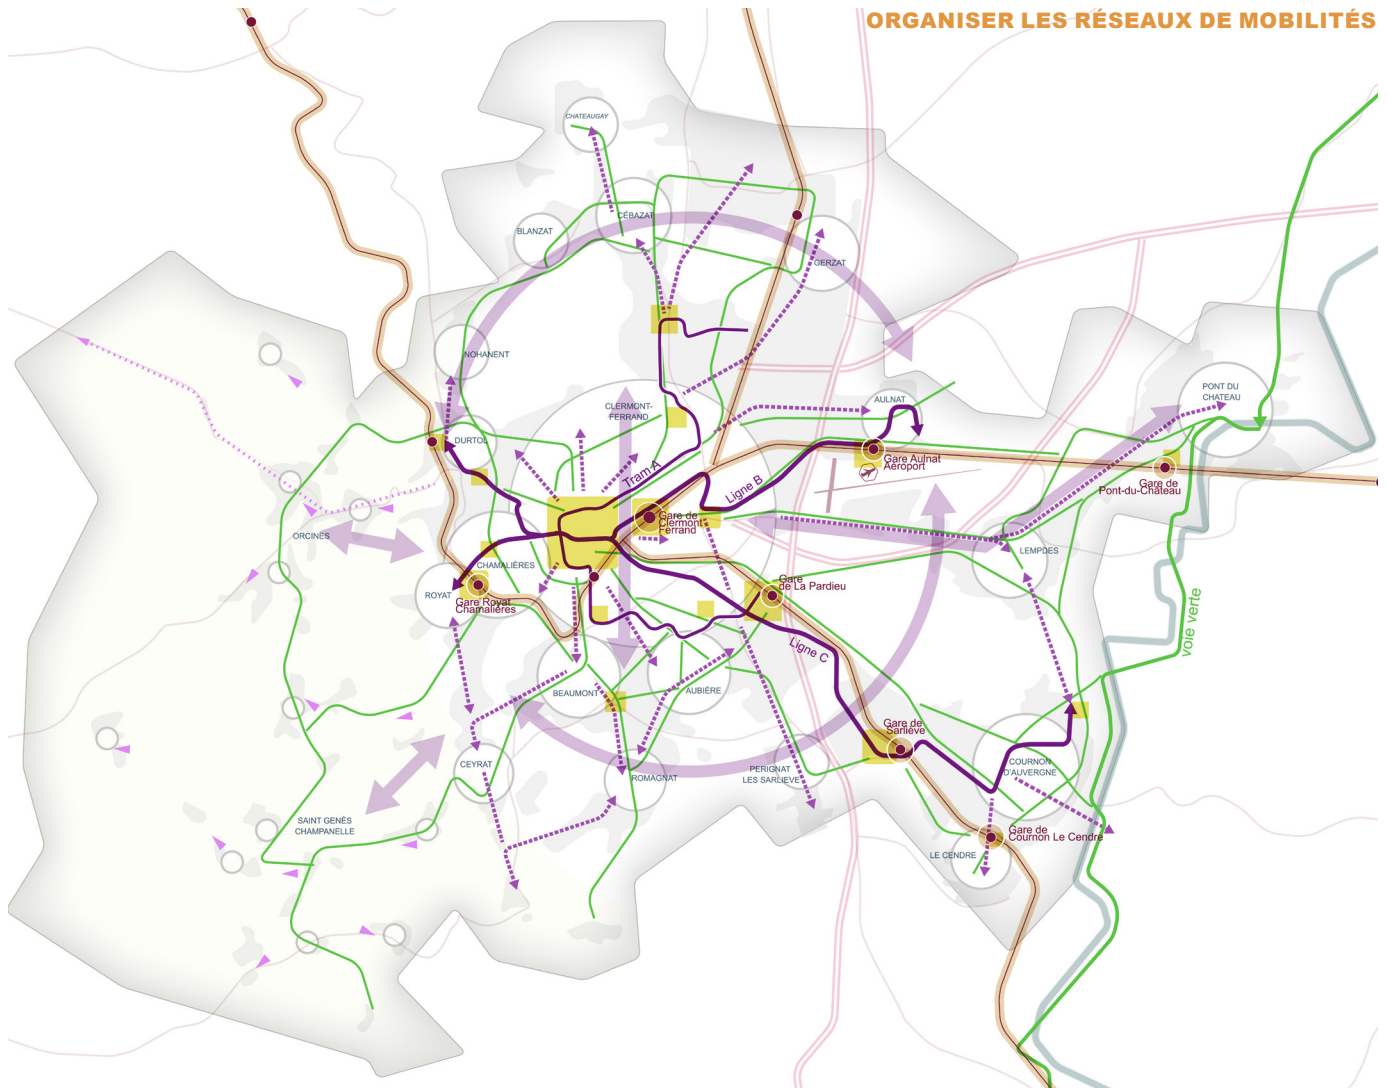 ORGANISER LES RÉSEAUX DE MOBILITÉS
CHATEAUGAY
CÉBAZAT
BLANZAT
GERZAT
NOHANENT
CLERMONT-
FERRAND
AULNAT
PONT DU
CHATEAU
DURTOL
Gare Aulnat
Aéroport
Tram A
Ligne B
Gare de
Pont-du-Château
Gare de
Clermont
Ferrand
ORCINES
LEMPDES
CHAMALIÈRES
ROYAT
Gare Royat
Chamalières
Gare
de La Pardieu
voie verte
Ligne C
BEAUMONT
AUBIÈRE
Gare de
Sarliève
CEYRAT
ROMAGNAT
PERIGNAT
LES SARLIEVE
COURNON
D'AUVERGNE
SAINT GENÈS
CHAMPANELLE
Gare de
Cournon Le Cendre
LE CENDRE